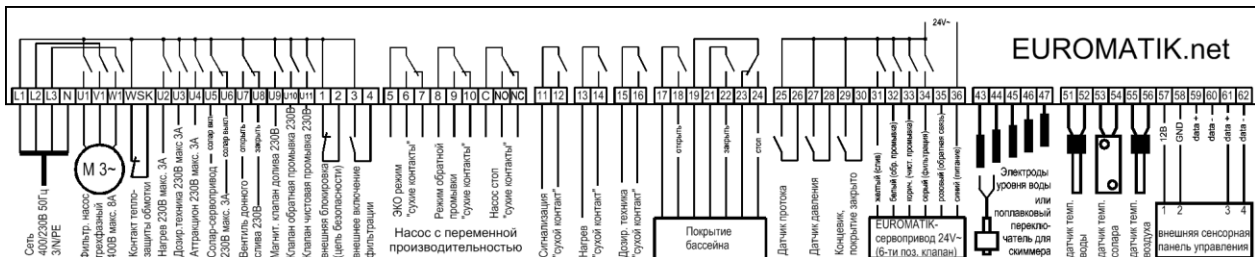 24V~
EUROMATIK.net
L1 L2 L3 N U1 V1 W1 WSK U2 U3 U4 U5 U6 U7 U8 U9 U10 U11 1 2 3 4 5 6 7 8 9 10 C NO NC 11 12 13 14 15 16 17 18 19 20 21 22 23 24 25 26 27 28 29 30 31 32 33 34 35 36 43 44 45 46 47 51 52 53 54 55 56 57 58 59 60 61 62
Сеть
400/230В 50Гц
3/N/PE
M 3~
Фильтр. насос
трехфазный
400В макс. 8А
Контакт тепло-
защиты обмотки
Нагрев 230В макс. 3А
Дозир.техника 230В макс 3А
Аттракцион 230В макс. 3А
Солар-сервопривод
230В макс. 3А
солар вкл
солар выкл
Вентиль донного
слива 230В
открыть
закрыть
Магнит. клапан долива 230В
Клапан обратная промывка 230В
Клапан чистовая промывка 230В
внешняя блокировка
(цепь безопасности)
внешнее включение
фильтрации
ЭКО режим
"сухие контакты"
Режим обратной
промывки
"сухие контакты"
Насос стоп
"сухие контакты"
Насос с переменной
производительностью
Сигнализация
"сухой контакт"
Нагрев
"сухой контакт"
Дозир. техника
"сухой контакт"
открыть
закрыть
стоп
Покрытие
бассейна
Датчик протока
Датчик давления
Концевик,
покрытие закрыто
желтый (слив)
белый (обр. промывка)
корич. (чист. промывка)
серый (фильтрация)
розовый (обратная связь)
синий (питание)
EUROMATIK-
сервопривод 24V~
(6-ти поз. клапан)
Электроды
уровня воды
или
поплавковый
переклю-
чатель для
скиммера
датчик темп.
воды
датчик темп.
солара
датчик темп.
воздуха
12В
GND
data +
data -
data +
data -
1 2 3 4
внешняя сенсорная
панель управления